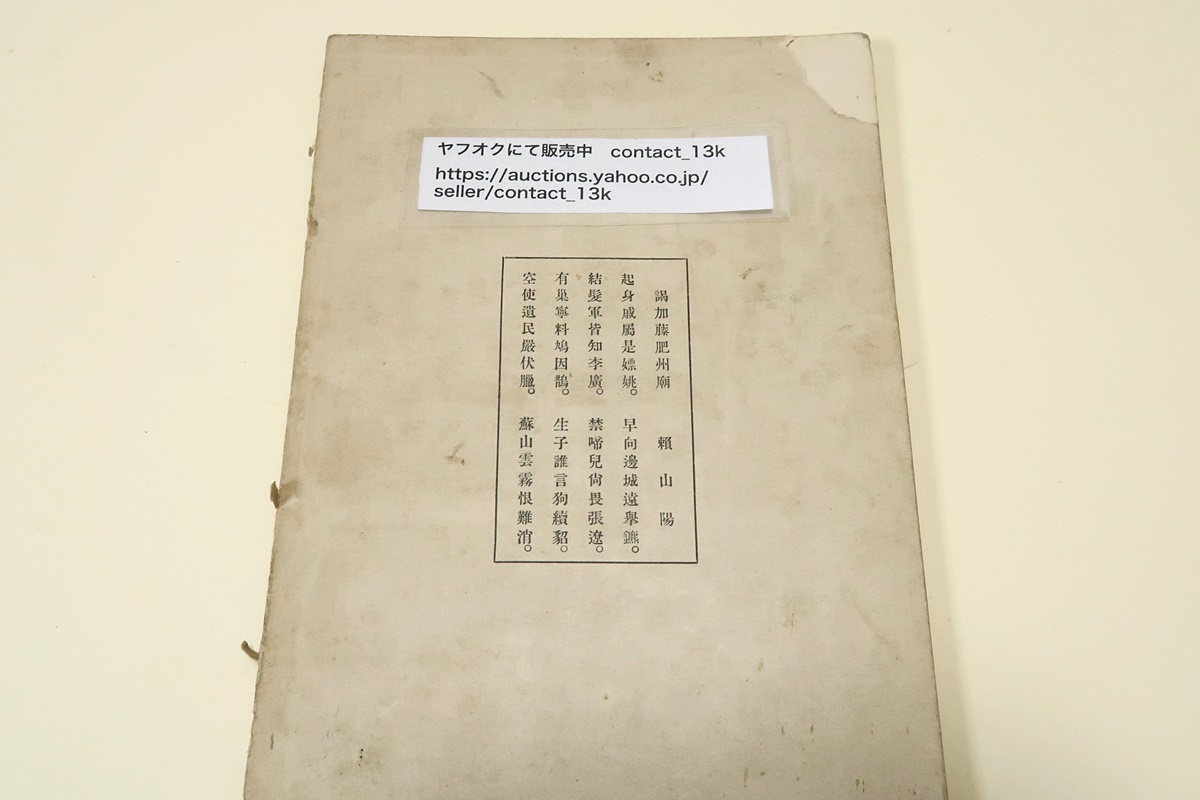 ヤフオクにて販売中　contact_13k
https://auctions.yahoo.co.jp/
seller/contact_13k
謁加藤肥州廟　賴山陽
起身戚屬是嫖姚。早向邊城遠舉鑣。
結髮軍皆知李廣。禁啼兒尙畏張遼。
有巢寧料鳩因鵲。生子誰言狗續貂。
空使遺民嚴伏臘。蘇山雲霧恨難消。